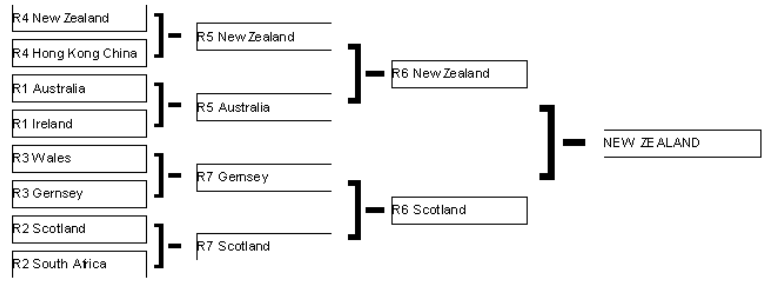 R4 New Zealand
R4 Hong Kong China
R1 Australia
R1 Ireland
R3 Wales
R3 Gernsey
R2 Scotland
R2 South Africa
R5 New Zealand
R5 Australia
R7 Gernsey
R7 Scotland
R6 New Zealand
R6 Scotland
NEW ZEALAND